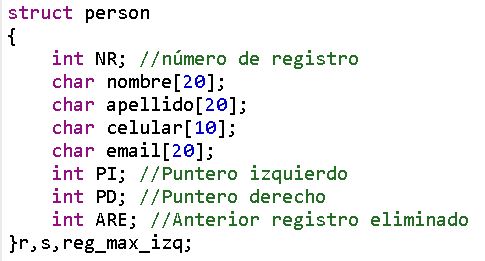 struct person
{
    int NR; //número de registro
    char nombre[20];
    char apellido[20];
    char celular[10];
    char email[20];
    int PI; //Puntero izquierdo
    int PD; //Puntero derecho
    int ARE; //Anterior registro eliminado
}r,s,reg_max_izq;